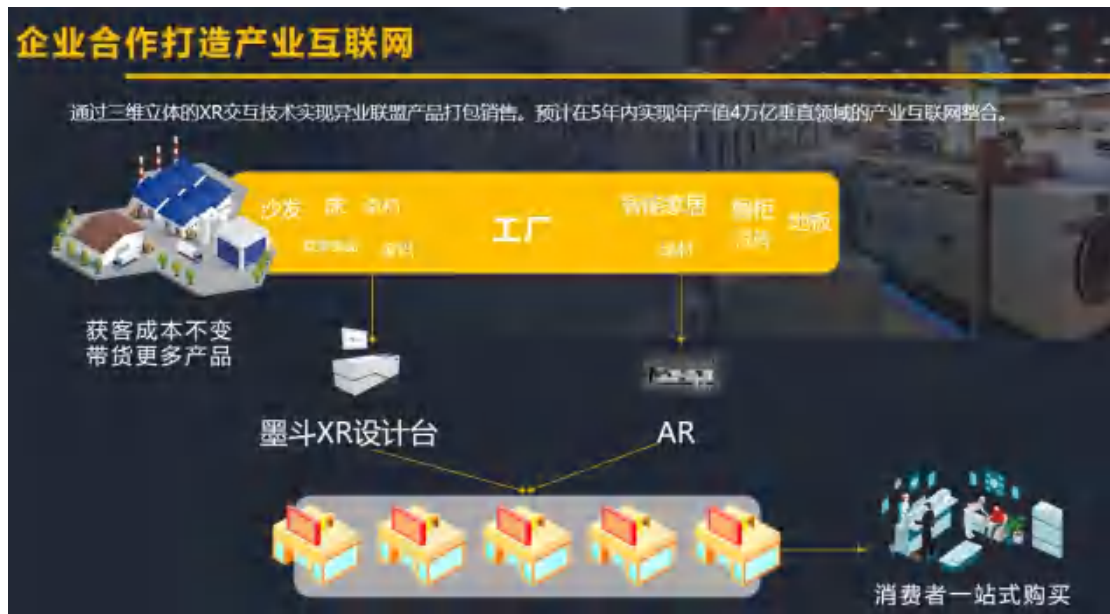 企业合作打造产业互联网
通过三维立体的XR交互技术实现异业联盟产品打包销售。预计在5年内实现年产值4万亿垂直领域的产业互联网整合。
沙发 床
工厂
智能家居 橱柜 地板
获客成本不变
带货更多产品
墨斗XR设计台
AR
消费者一站式购买